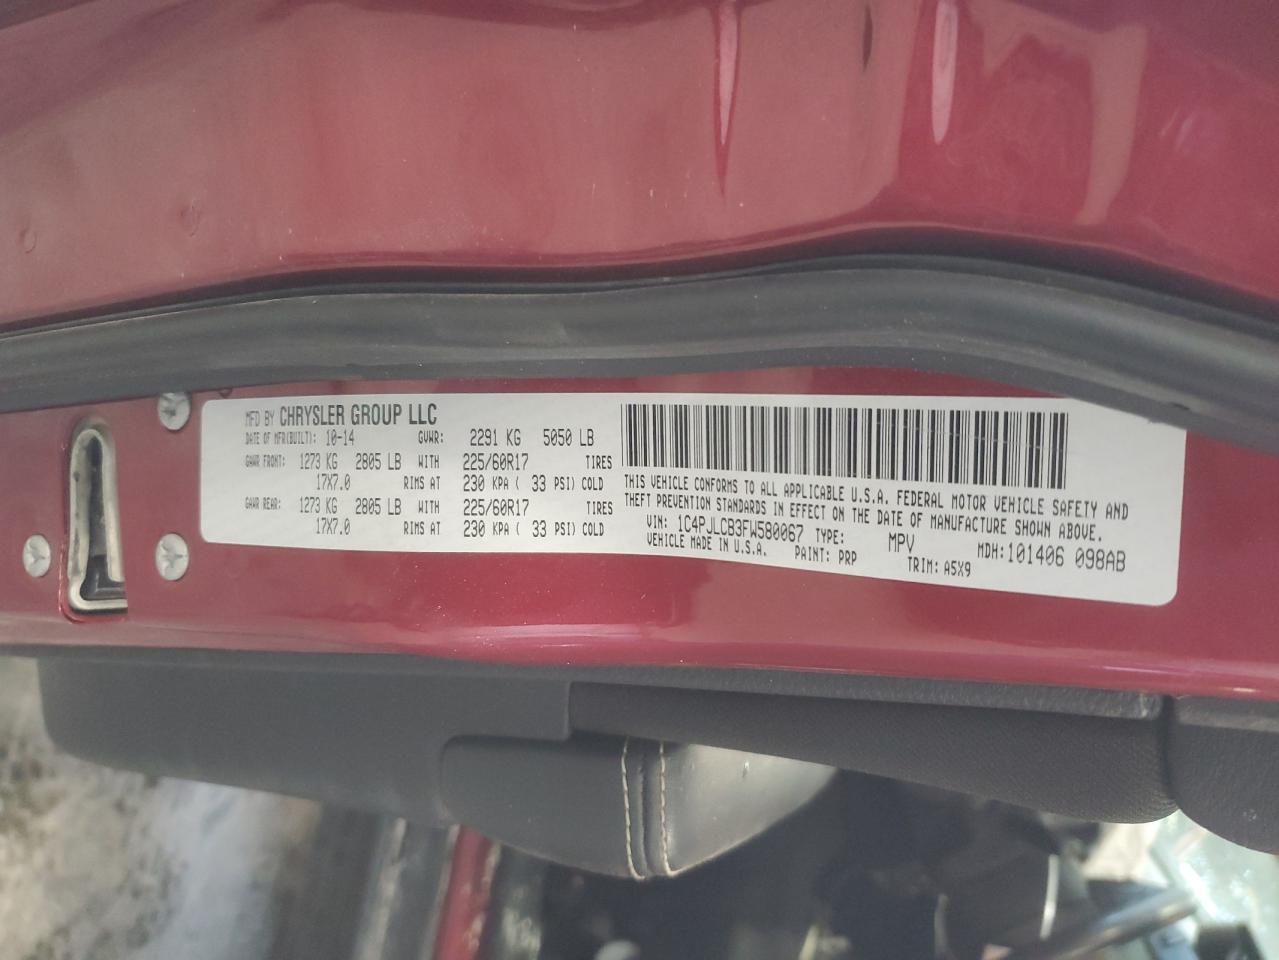 MFD BY CHRYSLER GROUP LLC
DATE OF MFR(BUILT): 10-14 GVWR: 2291 KG 5050 LB
GAWR FRONT: 1273 KG 2805 LB WITH 225/60R17 TIRES
17X7.0 RIMS AT 230 KPA ( 33 PSI) COLD
GAWR REAR: 1273 KG 2805 LB WITH 225/60R17 TIRES
17X7.0 RIMS AT 230 KPA ( 33 PSI) COLD
THIS VEHICLE CONFORMS TO ALL APPLICABLE U.S.A. FEDERAL MOTOR VEHICLE SAFETY AND
THEFT PREVENTION STANDARDS IN EFFECT ON THE DATE OF MANUFACTURE SHOWN ABOVE.
VIN: 1C4PJLCB3FW580067 TYPE: MPV MDH: 101406 098AB
VEHICLE MADE IN U.S.A. PAINT: PRP TRIM: A5X9